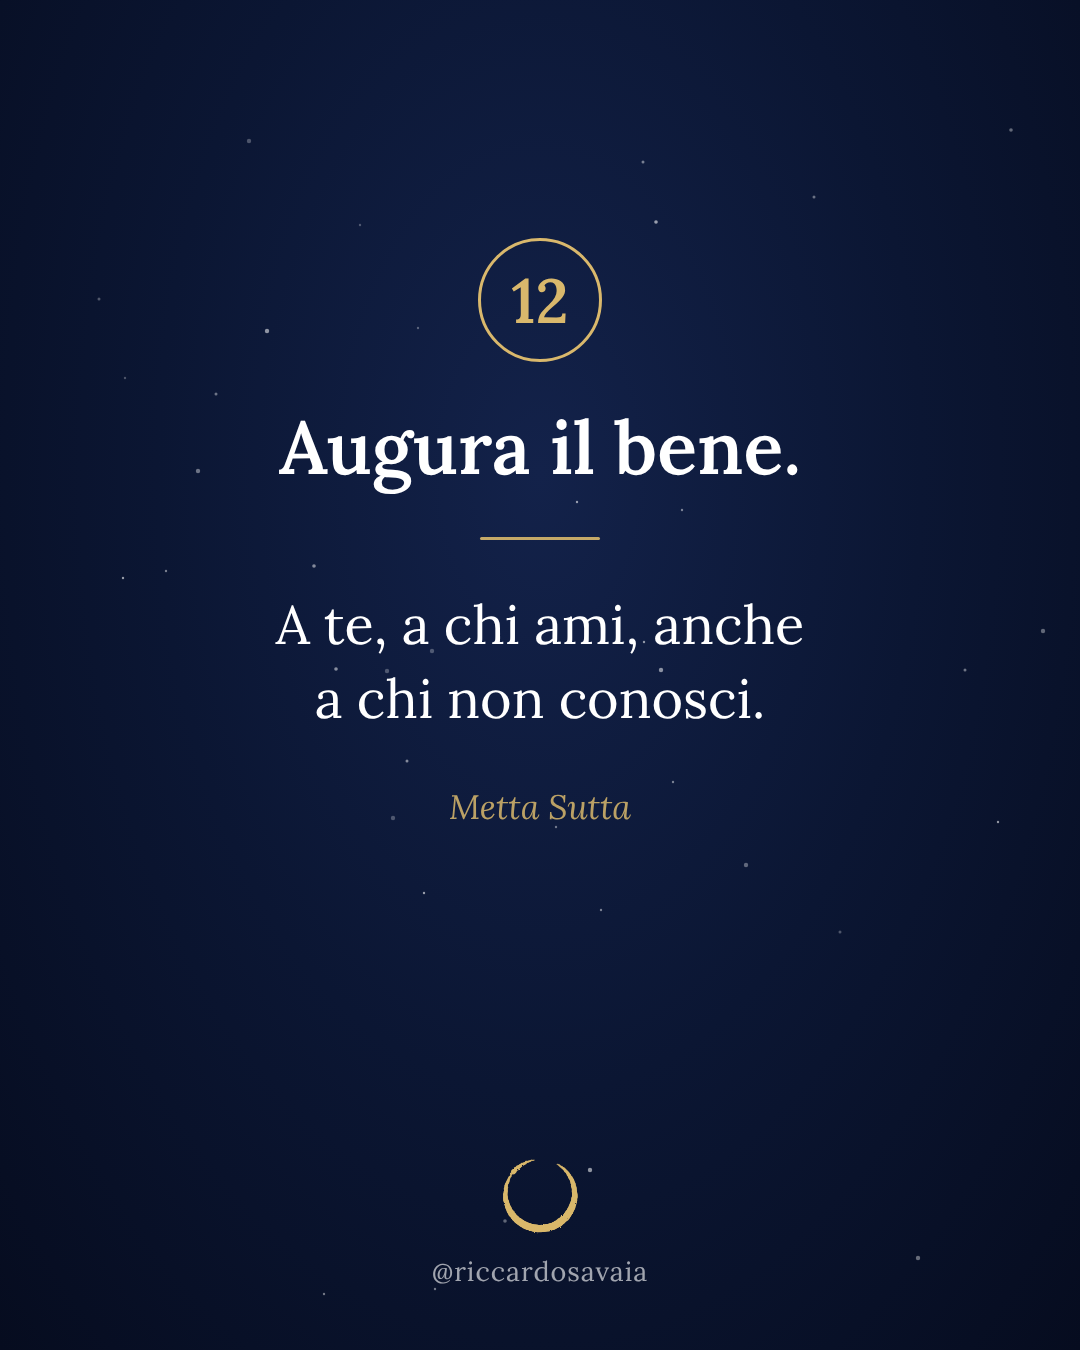 12
Augura il bene.
A te, a chi ami, anche
a chi non conosci.
Metta Sutta
@riccardosavaia